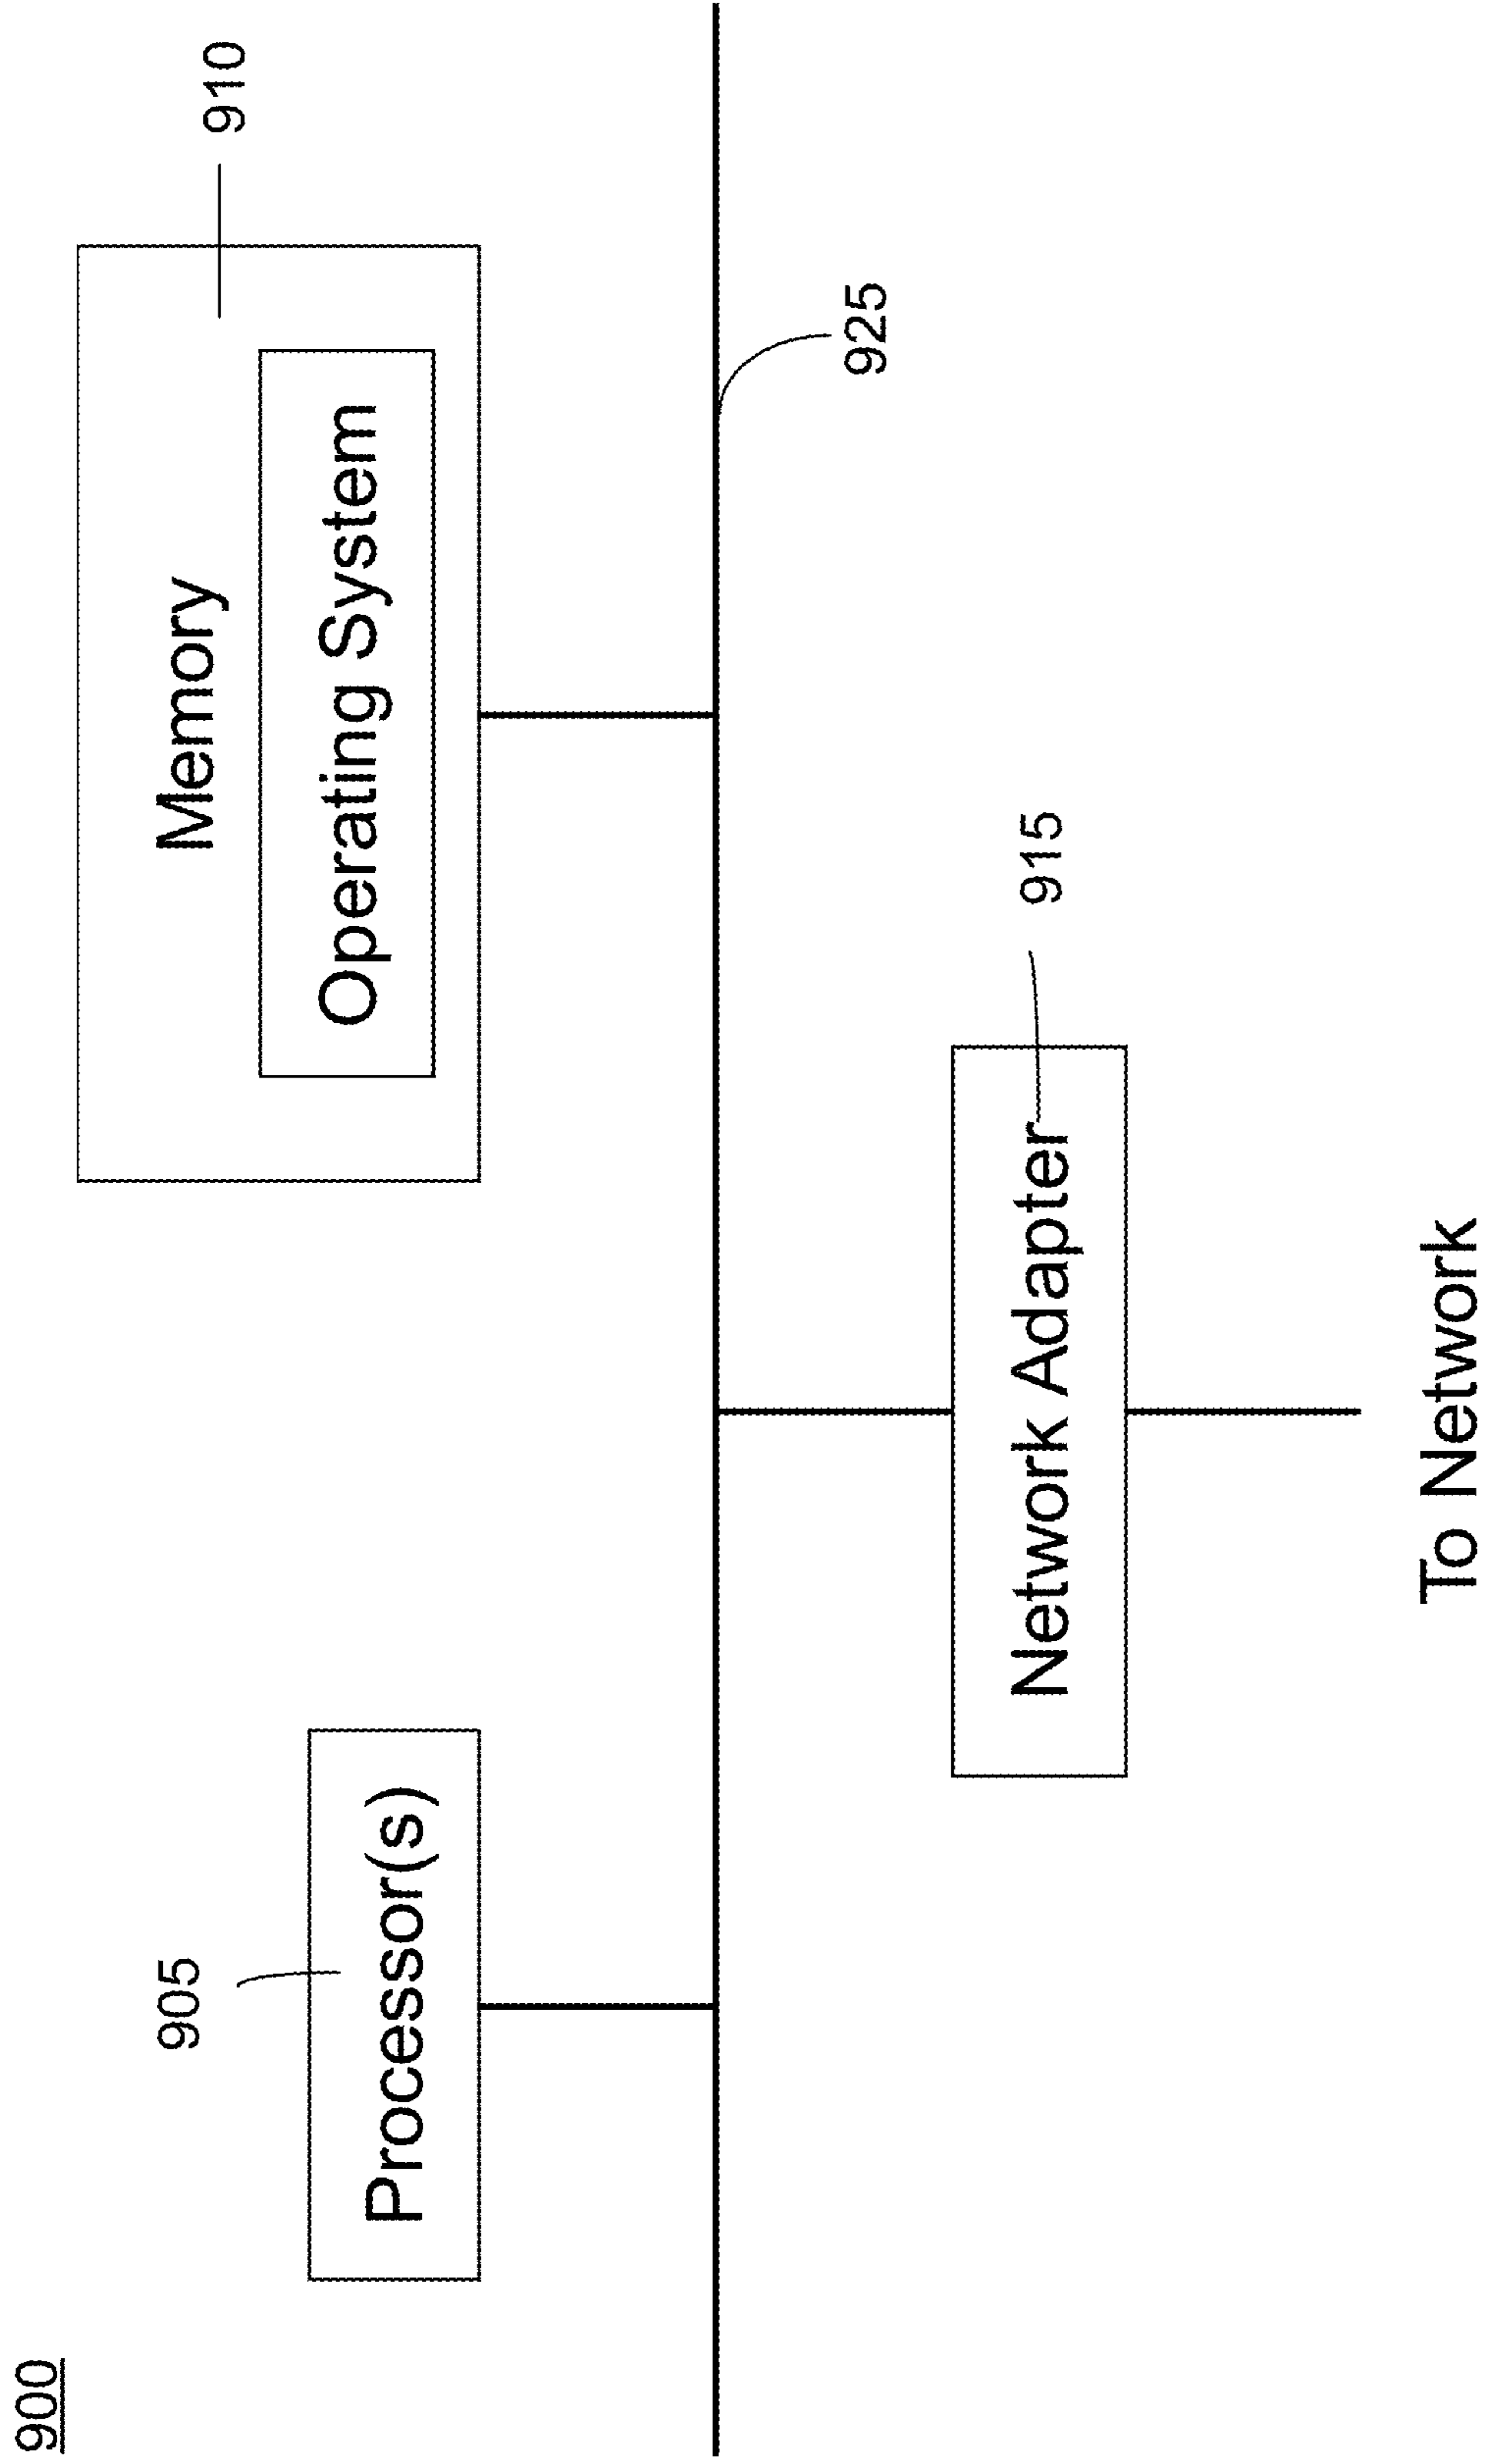 900
905
Processor(s)
910
Memory
Operating System
925
915
Network Adapter
To Network